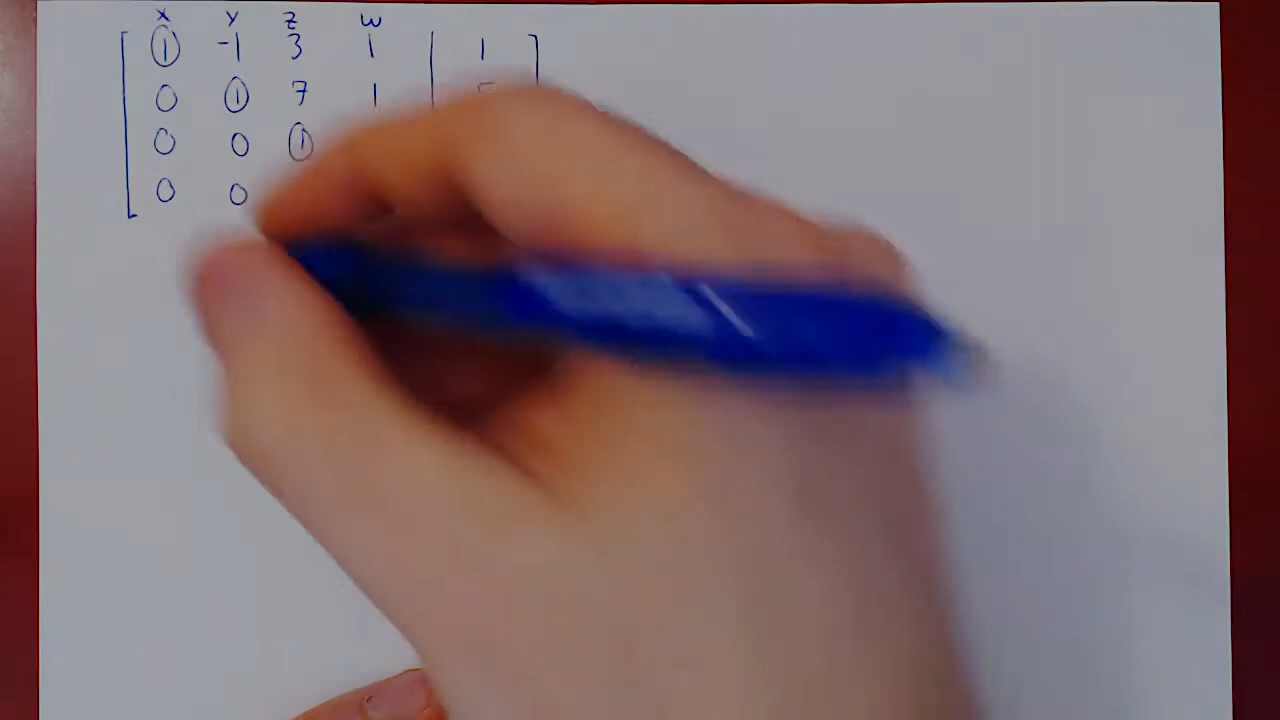 x y z w
1 -1 3 1 | 1
0 1 7 1 |
0 0 1
0 0